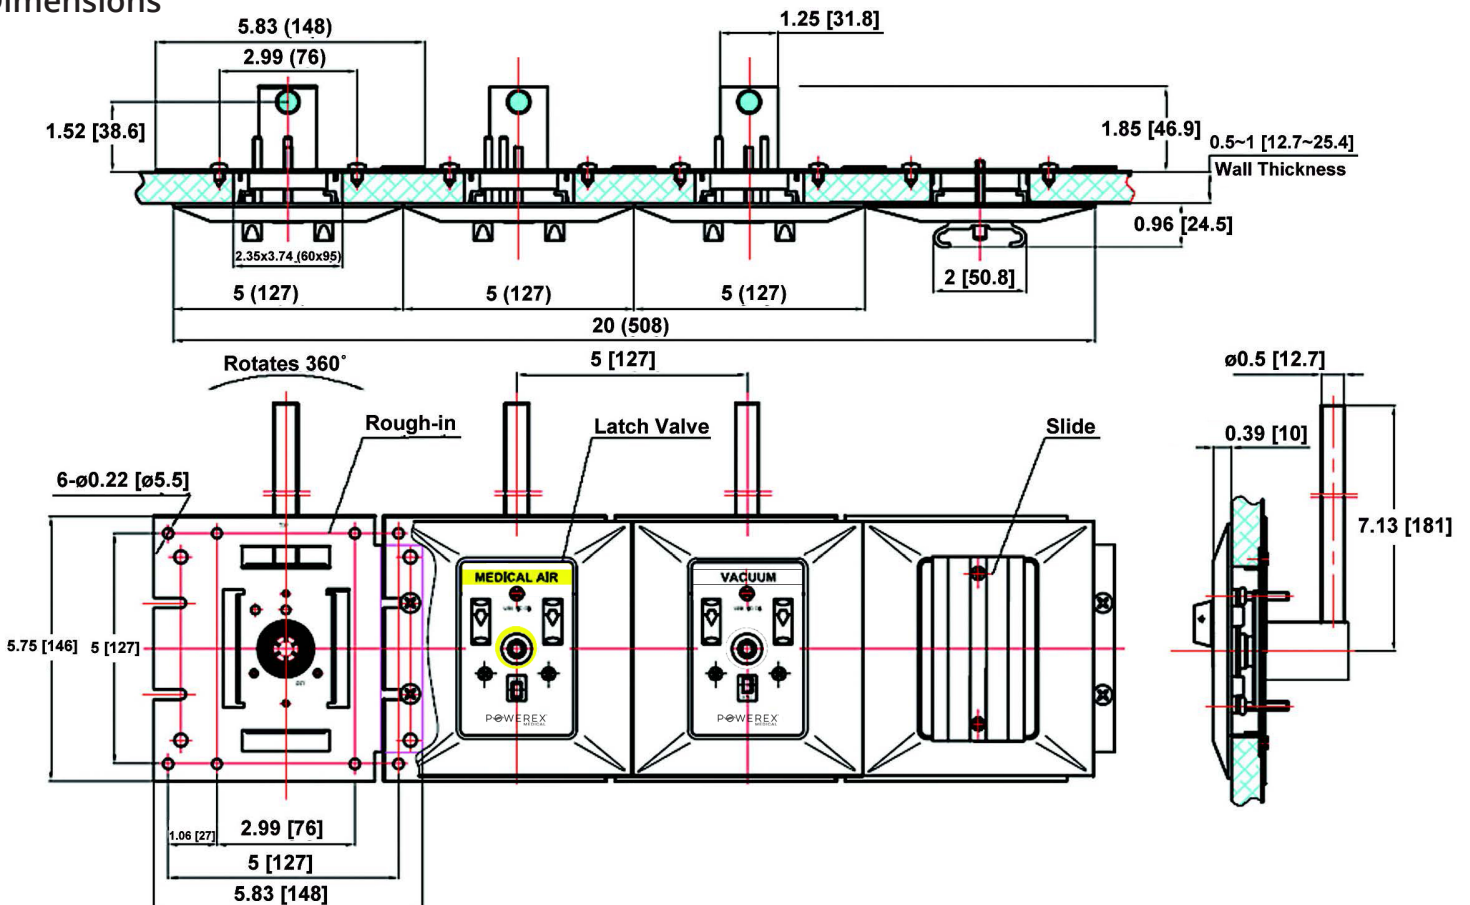 Dimensions
5.83 (148)
2.99 (76)
1.25 [31.8]
1.52 [38.6]
1.85 [46.9]
0.5~1 [12.7~25.4]
Wall Thickness
0.96 [24.5]
2.35x3.74 (60x95)
2 [50.8]
5 (127)
5 (127)
5 (127)
20 (508)
Rotates 360°
5 [127]
ø0.5 [12.7]
Rough-in
Latch Valve
Slide
0.39 [10]
6-ø0.22 [ø5.5]
7.13 [181]
MEDICAL AIR
VACUUM
5.75 [146]
5 [127]
POWEREX
MEDICAL
POWEREX
MEDICAL
1.06 [27]
2.99 [76]
5 [127]
5.83 [148]